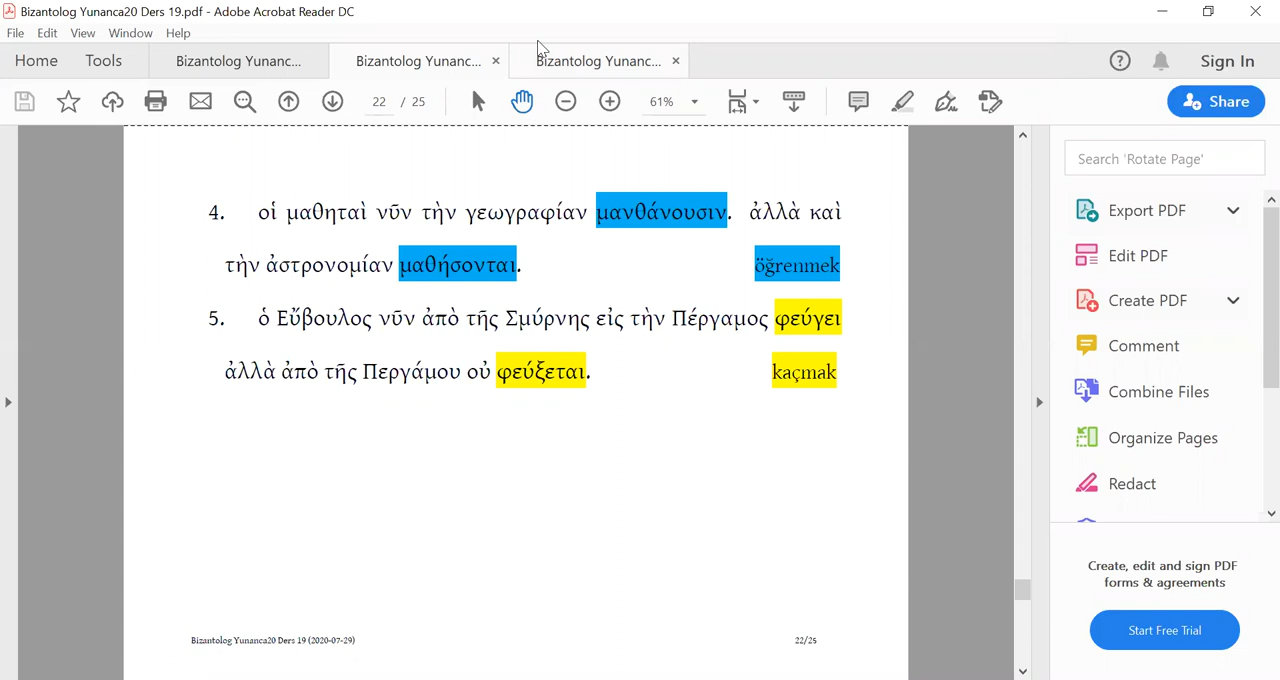 Bizantolog Yunanca20 Ders 19.pdf - Adobe Acrobat Reader DC
File Edit View Window Help
Home Tools Bizantolog Yunanc... Bizantolog Yunanc... × Bizantolog Yunanc... ×
Sign In
22 / 25
61%
Share
4. οἱ μαθηταὶ νῦν τὴν γεωγραφίαν μανθάνουσιν. ἀλλὰ καὶ
τὴν ἀστρονομίαν μαθήσονται. öğrenmek
5. ὁ Εὔβουλος νῦν ἀπὸ τῆς Σμύρνης εἰς τὴν Πέργαμος φεύγει
ἀλλὰ ἀπὸ τῆς Περγάμου οὐ φεύξεται. kaçmak
Bizantolog Yunanca20 Ders 19 (2020-07-29) 22/25
Search 'Rotate Page'
Export PDF
Edit PDF
Create PDF
Comment
Combine Files
Organize Pages
Redact
Create, edit and sign PDF
forms & agreements
Start Free Trial